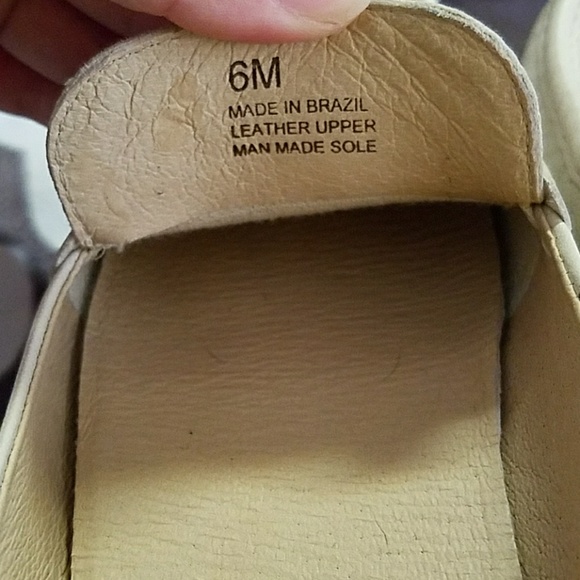 6M
MADE IN BRAZIL
LEATHER UPPER
MAN MADE SOLE